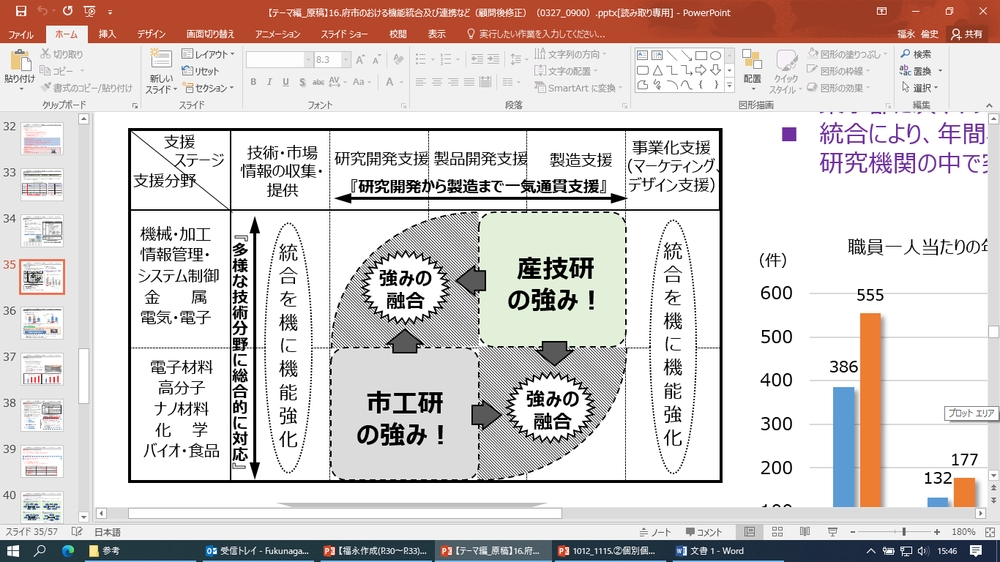 【テーマ編_原稿】16.府市のおける機能統合及び連携など（顧問後修正）（0327_0900）.pptx[読み取り専用] - PowerPoint
ファイル ホーム 挿入 デザイン 画面切り替え アニメーション スライド ショー 校閲 表示 実行したい作業を入力してください... 福永 倫史 共有
貼り付け
切り取り
コピー
書式のコピー/貼り付け
クリップボード
新しい
スライド
レイアウト
リセット
セクション
スライド
8.3
B I U S abc AV Aa A
フォント
文字列の方向
文字の配置
SmartArt に変換
段落
配置
クイック
スタイル
図形の塗りつぶし
図形の枠線
図形の効果
図形描画
検索
置換
選択
編集
32
33
34
35
36
37
38
39
40
支援
ステージ
支援分野
技術・市場
情報の収集・
提供
研究開発支援
製品開発支援
製造支援
『研究開発から製造まで一気通貫支援』
事業化支援
（マーケティング、
デザイン支援）
機械・加工
情報管理・
システム制御
金　属
電気・電子
電子材料
高分子
ナノ材料
化　学
バイオ・食品
『多様な技術分野に総合的に対応』
統合を機に機能強化
強みの
融合
産技研
の強み！
市工研
の強み！
強みの
融合
統合を機に機能強化
統合により、年間
研究機関の中で
職員一人当たりの年
（件）
600
500
400
300
200
100
386
555
132
177
プロット エリア
スライド 35/57 日本語 ノート コメント 180%
参考 受信トレイ - Fukunaga... 【福永作成(P.30～P.33)... 【テーマ編_原稿】16.府... 1012_1115.②個別個... 文書 1 - Word 15:46